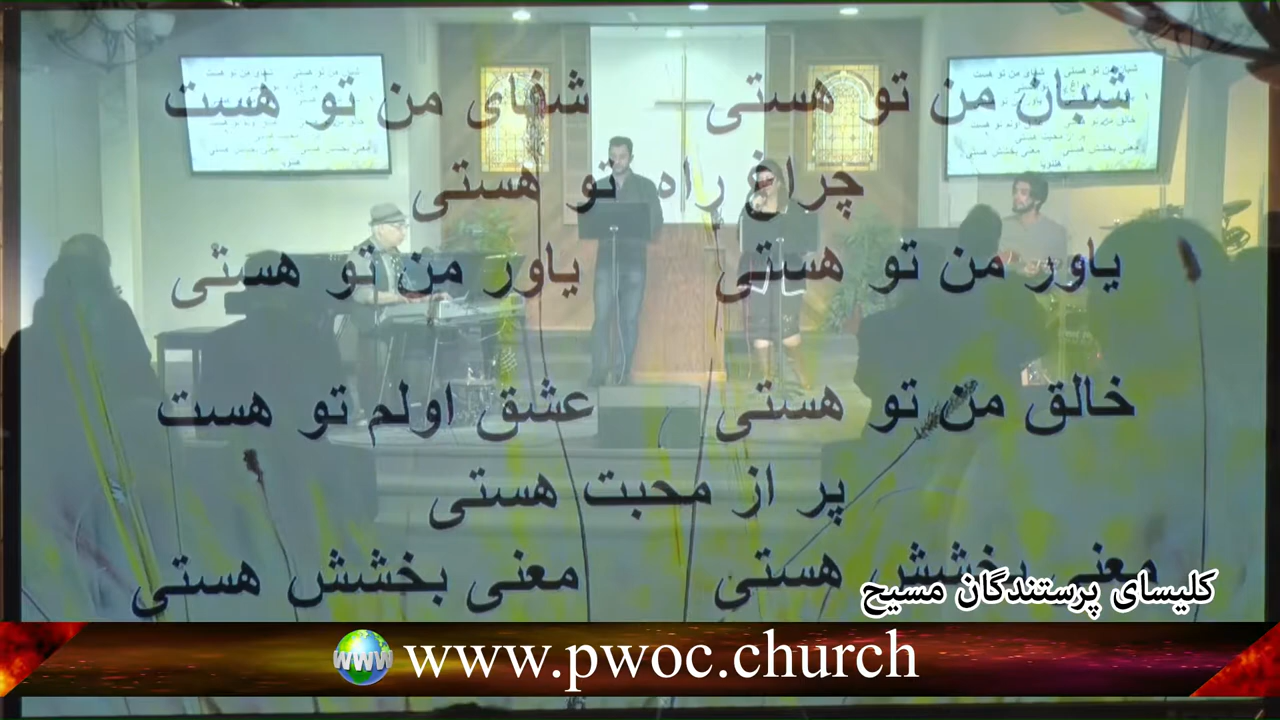 شبان من تو هستی شفای من تو هست
چراغ راه تو هستی
یاور من تو هستی یاور من تو هستی
خالق من تو هستی عشق اولم تو هست
پر از محبت هستی
معنی بخشش هستی معنی بخشش هستی
کلیسای پرستندگان مسیح
www www.pwoc.church